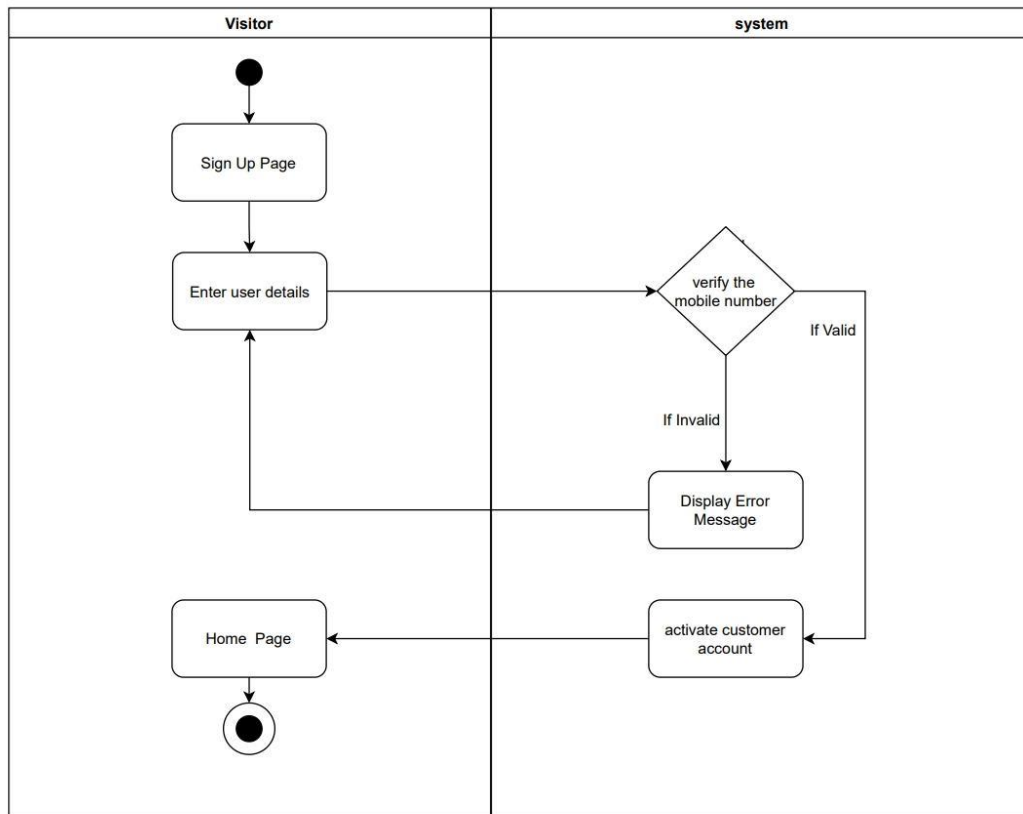 Visitor
system
Sign Up Page
Enter user details
verify the
mobile number
If Valid
If Invalid
Display Error
Message
Home Page
activate customer
account